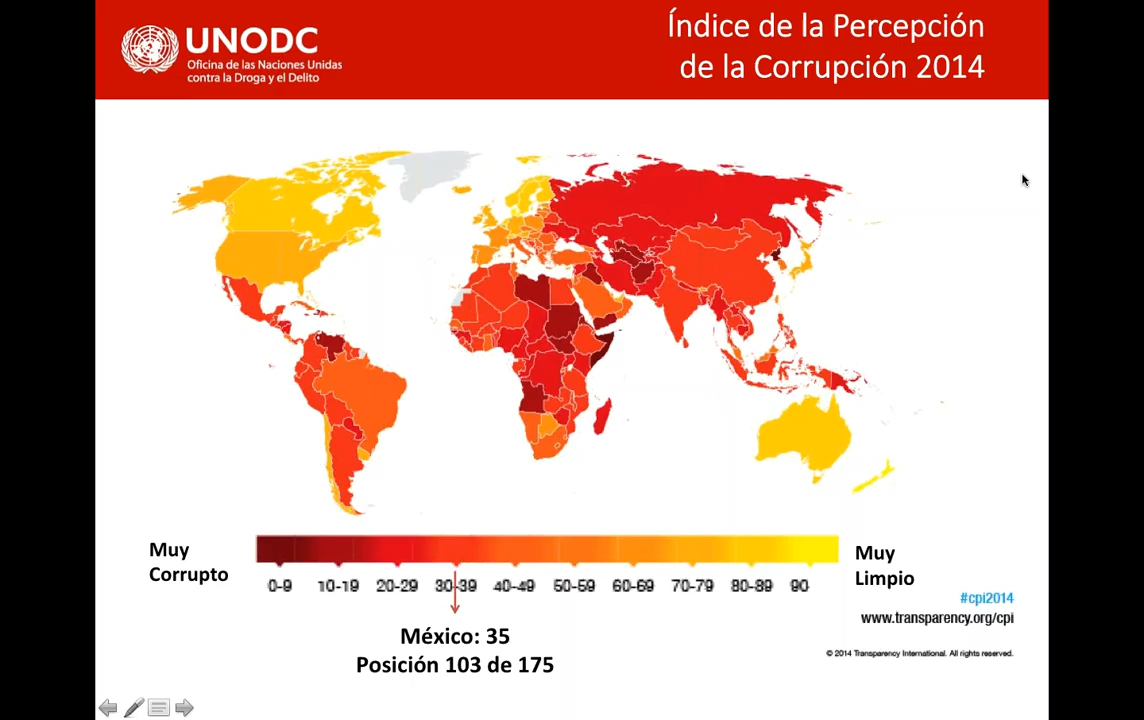 UNODC
Oficina de las Naciones Unidas
contra la Droga y el Delito
Índice de la Percepción
de la Corrupción 2014
Muy
Corrupto
0-9 10-19 20-29 30-39 40-49 50-59 60-69 70-79 80-89 90
Muy
Limpio
#cpi2014
www.transparency.org/cpi
México: 35
Posición 103 de 175
© 2014 Transparency International. All rights reserved.